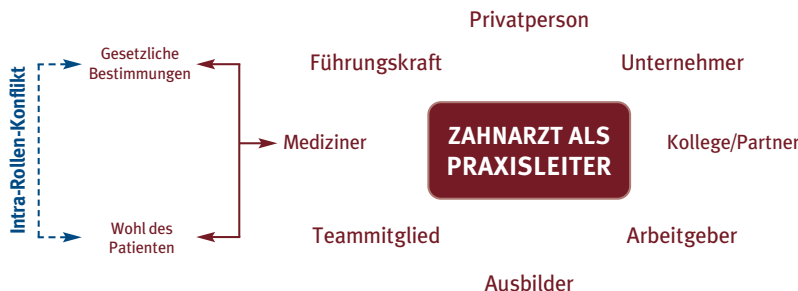 Privatperson
Gesetzliche
Bestimmungen
Führungskraft
Unternehmer
Intra-Rollen-Konflikt
Mediziner
ZAHNARZT ALS
PRAXISLEITER
Kollege/Partner
Wohl des
Patienten
Teammitglied
Arbeitgeber
Ausbilder